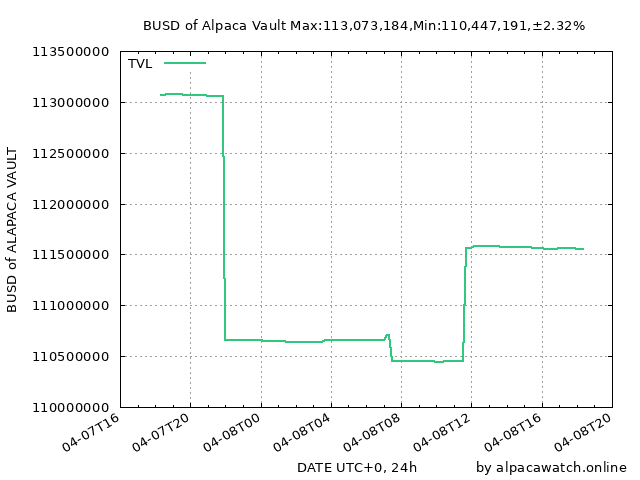 BUSD of Alpaca Vault Max:113,073,184,Min:110,447,191,±2.32%
113500000
TVL
113000000
112500000
112000000
111500000
111000000
110500000
110000000
BUSD of ALAPACA VAULT
04-07T16
04-07T20
04-08T00
04-08T04
04-08T08
04-08T12
04-08T16
04-08T20
DATE UTC+0, 24h
by alpacawatch.online